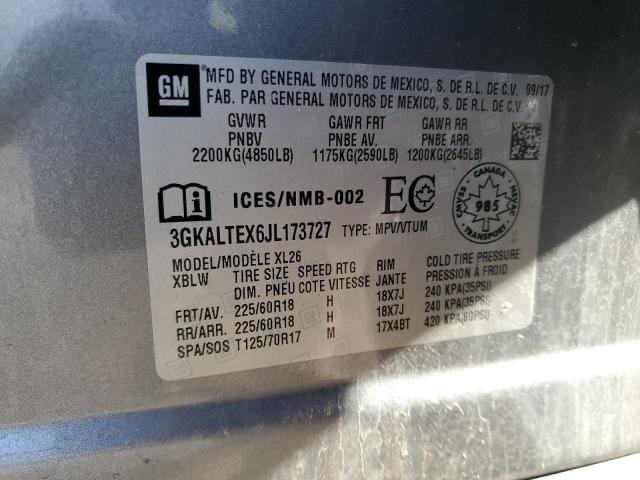 GM
MFD BY GENERAL MOTORS DE MEXICO, S. DE R.L. DE C.V. 09/17
FAB. PAR GENERAL MOTORS DE MEXICO, S. DE R.L. DE C.V.
GVWR GAWR FRT GAWR RR
PNBV PNBE AV. PNBE ARR.
2200KG(4850LB) 1175KG(2590LB) 1200KG(2645LB)
ICES/NMB-002 EC
CANADA
CMVSS 985 NSVAC
3GKALTEX6JL173727 TYPE: MPV/VTUM
MODEL/MODÈLE XL26
XBLW TIRE SIZE SPEED RTG RIM COLD TIRE PRESSURE
DIM. PNEU COTE VITESSE JANTE PRESSION À FROID
FRT/AV. 225/60R18 H 18X7J 240 KPA(35PSI)
RR/ARR. 225/60R18 H 18X7J 240 KPA(35PSI)
SPA/SOS T125/70R17 M 17X4BT 420 KPA(60PSI)